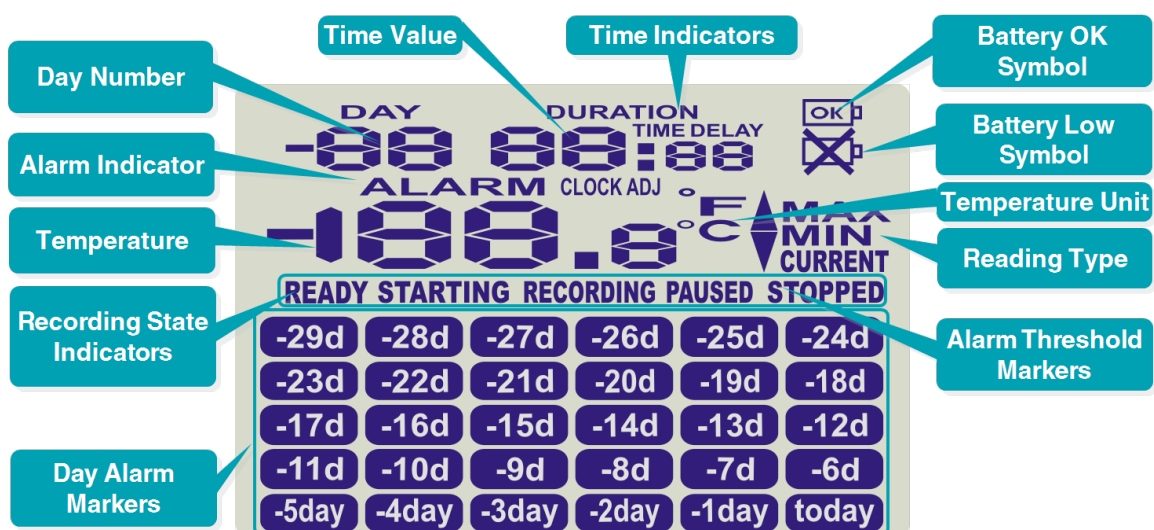 Time Value
Time Indicators
Battery OK
Symbol
Day Number
DAY
DURATION
OK
-88 88:88
TIME DELAY
Battery Low
Symbol
Alarm Indicator
ALARM CLOCK ADJ
Temperature Unit
Temperature
-188.8
°F
°C
MAX
MIN
CURRENT
Reading Type
READY STARTING RECORDING PAUSED STOPPED
Recording State
Indicators
Alarm Threshold
Markers
-29d -28d -27d -26d -25d -24d
-23d -22d -21d -20d -19d -18d
-17d -16d -15d -14d -13d -12d
-11d -10d -9d -8d -7d -6d
-5day -4day -3day -2day -1day today
Day Alarm
Markers